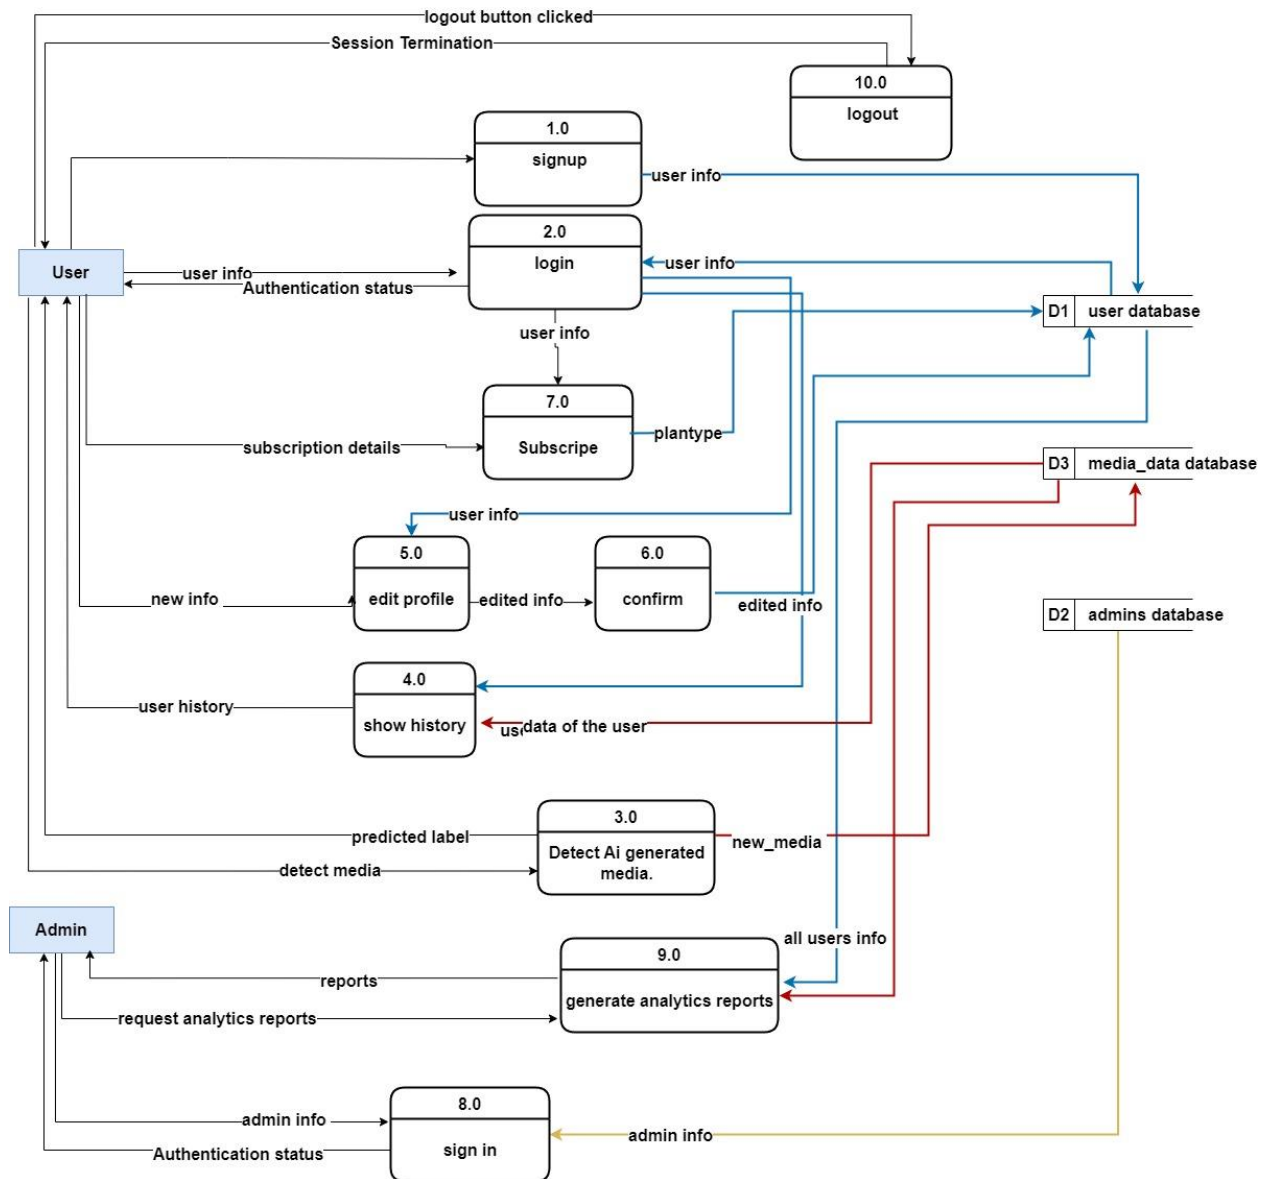 logout button clicked
Session Termination
10.0
logout
1.0
signup
user info
2.0
login
User
user info
Authentication status
user info
user info
D1 user database
7.0
Subscripe
plantype
subscription details
D3 media_data database
user info
5.0
edit profile
new info
edited info
6.0
confirm
edited info
D2 admins database
4.0
show history
user history
data of the user
3.0
Detect Ai generated
media.
predicted label
new_media
detect media
Admin
all users info
9.0
generate analytics reports
reports
request analytics reports
8.0
sign in
admin info
admin info
Authentication status